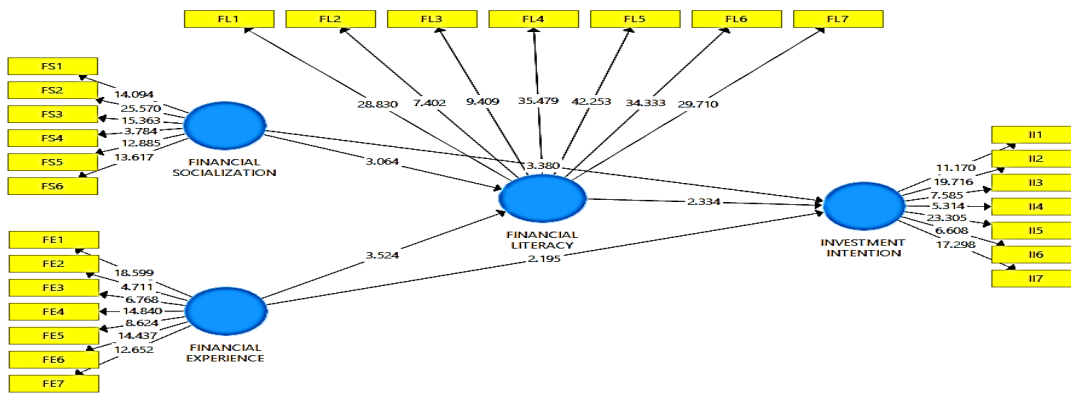 FL1 FL2 FL3 FL4 FL5 FL6 FL7
FS1
FS2
FS3
FS4
FS5
FS6
14.094
25.570
15.363
3.784
12.885
13.617
FINANCIAL
SOCIALIZATION
28.830 7.402 9.409 35.479 42.253 34.333 29.710
3.064
3.380
FINANCIAL
LITERACY
2.334
3.524
2.195
FE1
FE2
FE3
FE4
FE5
FE6
FE7
18.599
4.711
6.768
14.840
8.624
14.437
12.652
FINANCIAL
EXPERIENCE
INVESTMENT
INTENTION
11.170
19.716
7.585
5.314
23.305
6.608
17.298
II1
II2
II3
II4
II5
II6
II7